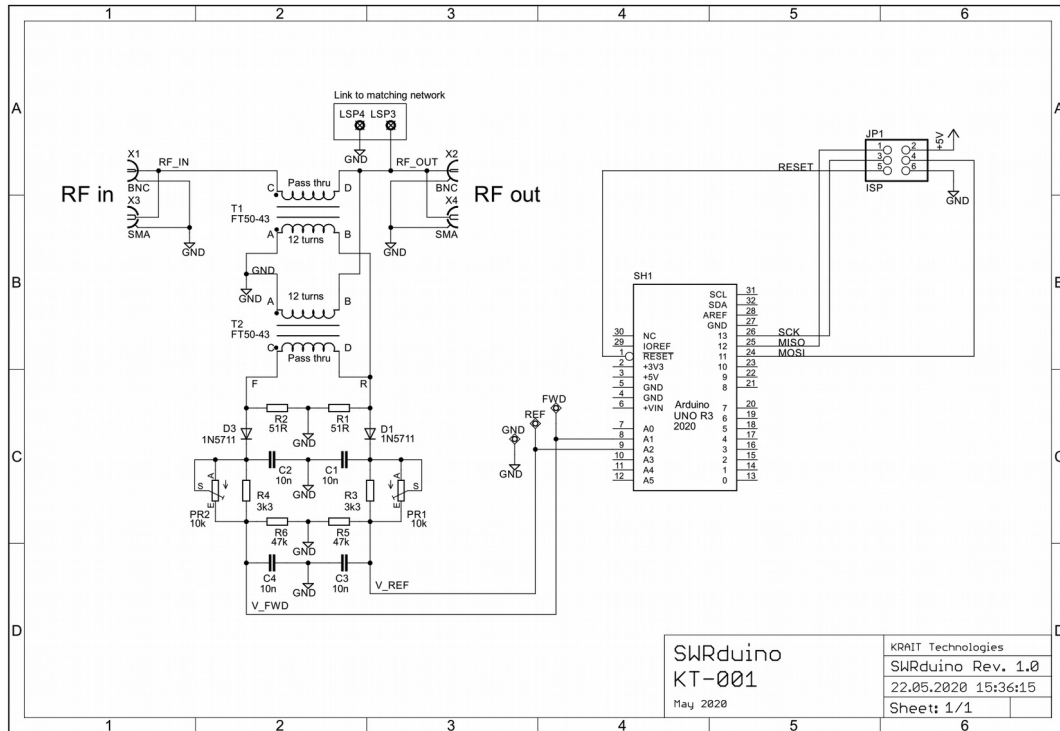 1 2 3 4 5 6
A A
Link to matching network
LSP4 LSP3
GND
JP1
+5V
1 2
3 4
5 6
ISP
RESET
GND
X1
RF_IN
BNC
RF in
X3
SMA
GND
RF_OUT
X2
BNC
RF out
X4
SMA
GND
C Pass thru D
T1
FT50-43
A 12 turns B
B B
GND
GND
A 12 turns B
T2
FT50-43
C Pass thru D
F R
SH1
SCL 31
SDA 32
AREF 28
GND 27
30 NC 13 26 SCK
29 IOREF 12 25 MISO
1 RESET 11 24 MOSI
2 +3V3 10 23
3 +5V 9 22
5 GND 8 21
4 GND
6 +VIN 7 20
6 19
7 A0 5 18
8 A1 4 17
9 A2 3 16
10 A3 2 15
11 A4 1 14
12 A5 0 13
Arduino
UNO R3
2020
FWD
REF
GND
GND
C C
D3
1N5711
R2
51R
GND
R1
51R
D1
1N5711
C2
10n
GND
C1
10n
A
S
E
PR2
10k
R4
3k3
R3
3k3
A
S
E
PR1
10k
R6
47k
GND
R5
47k
C4
10n
GND
C3
10n
V_REF
V_FWD
D D
SWRduino
KT-001
May 2020
KRAIT Technologies
SWRduino Rev. 1.0
22.05.2020 15:36:15
Sheet: 1/1
1 2 3 4 5 6